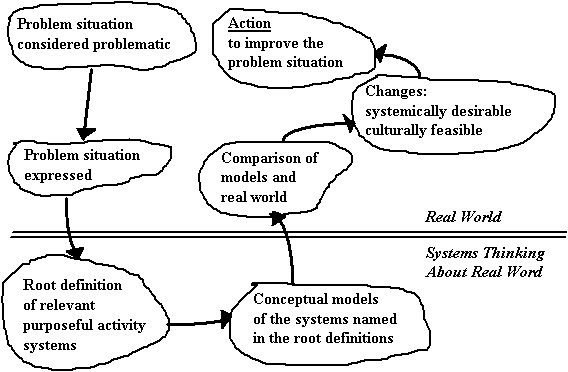 Problem situation
considered problematic
Action
to improve the
problem situation
Changes:
systemically desirable
culturally feasible
Problem situation
expressed
Comparison of
models and
real world
Real World
Systems Thinking
About Real Word
Root definition
of relevant
purposeful activity
systems
Conceptual models
of the systems named
in the root definitions